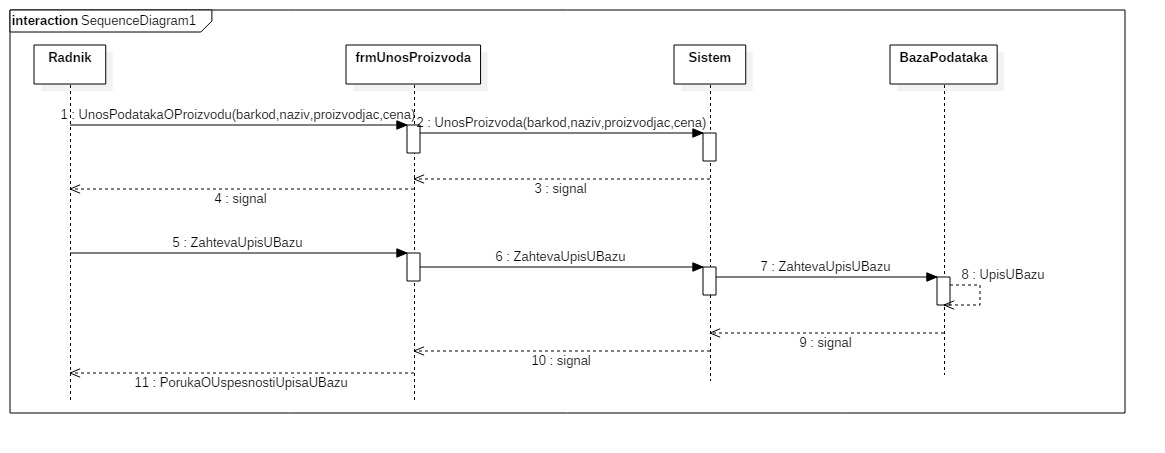 interaction SequenceDiagram1
Radnik
frmUnosProizvoda
Sistem
BazaPodataka
1 : UnosPodatakaOProizvodu(barkod,naziv,proizvodjac,cena)
2 : UnosProizvoda(barkod,naziv,proizvodjac,cena)
3 : signal
4 : signal
5 : ZahtevaUpisUBazu
6 : ZahtevaUpisUBazu
7 : ZahtevaUpisUBazu
8 : UpisUBazu
9 : signal
10 : signal
11 : PorukaOUspesnostiUpisaUBazu